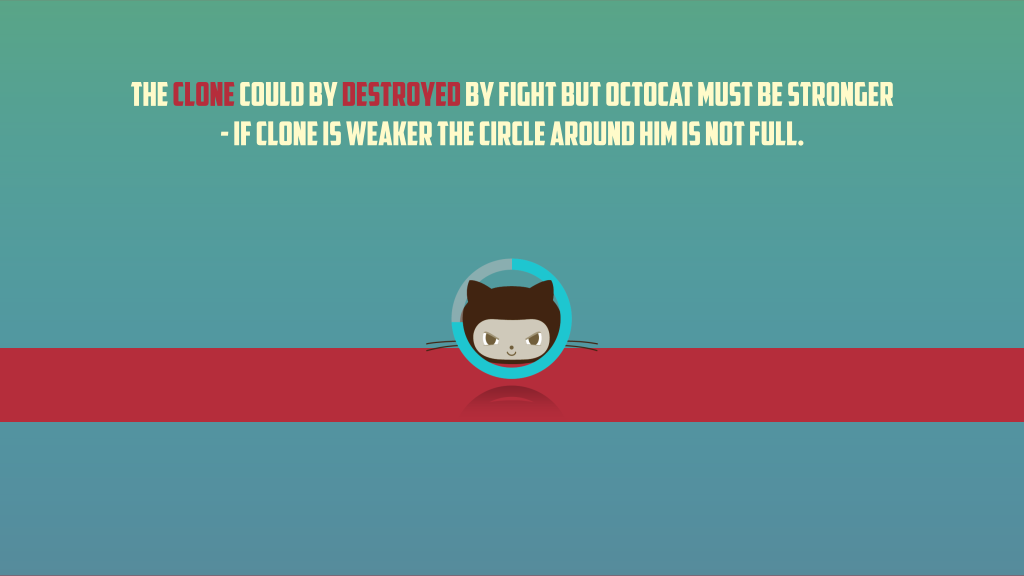 THE CLONE COULD BY DESTROYED BY FIGHT BUT OCTOCAT MUST BE STRONGER
- IF CLONE IS WEAKER THE CIRCLE AROUND HIM IS NOT FULL.